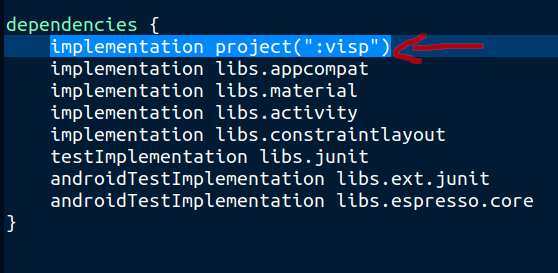 dependencies {
implementation project(":visp")
implementation libs.appcompat
implementation libs.material
implementation libs.activity
implementation libs.constraintlayout
testImplementation libs.junit
androidTestImplementation libs.ext.junit
androidTestImplementation libs.espresso.core
}